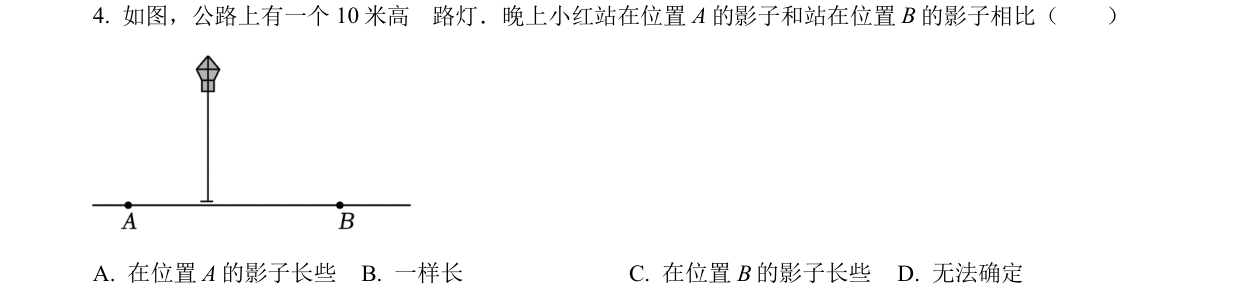 4. 如图，公路上有一个 10 米高 路灯．晚上小红站在位置 A 的影子和站在位置 B 的影子相比（ ）
A B
A. 在位置 A 的影子长些 B. 一样长 C. 在位置 B 的影子长些 D. 无法确定